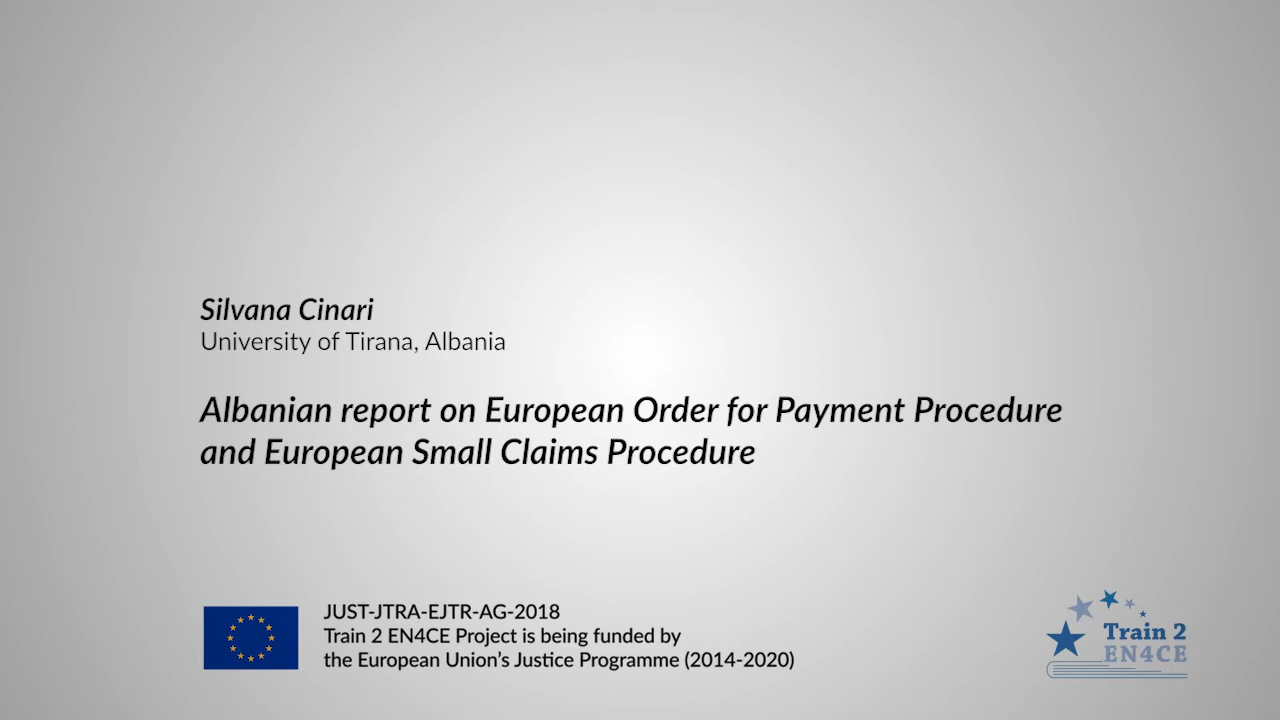 Silvana Cinari
University of Tirana, Albania
Albanian report on European Order for Payment Procedure
and European Small Claims Procedure
JUST-JTRA-EJTR-AG-2018
Train 2 EN4CE Project is being funded by
the European Union's Justice Programme (2014-2020)
Train 2
EN4CE